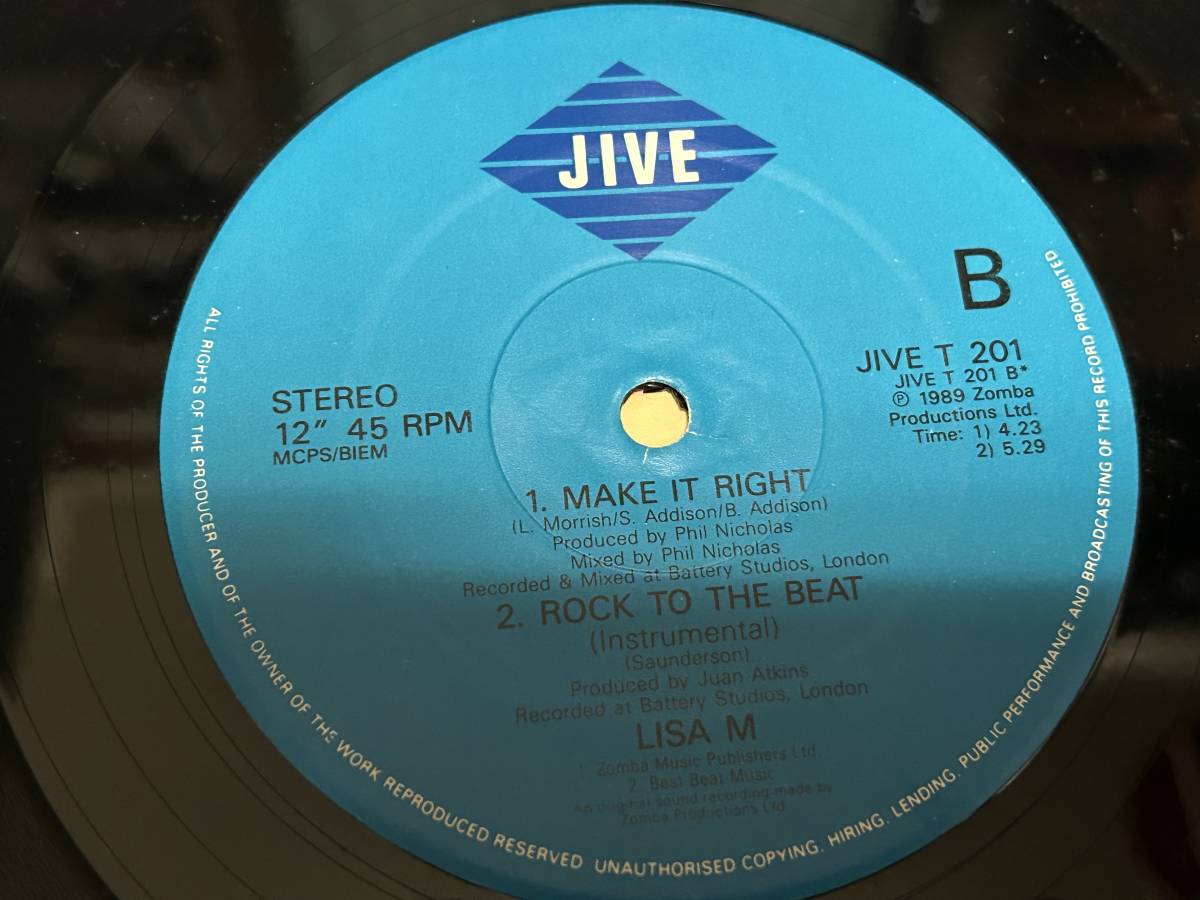 JIVE
B
JIVE T 201
JIVE T 201 B*
℗ 1989 Zomba
Productions Ltd.
Time: 1) 4.23
2) 5.29
STEREO
12" 45 RPM
MCPS/BIEM
1. MAKE IT RIGHT
(L. Morrish/S. Addison/B. Addison)
Produced by Phil Nicholas
Mixed by Phil Nicholas
Recorded & Mixed at Battery Studios, London
2. ROCK TO THE BEAT
(Instrumental)
(Saunderson)
Produced by Juan Atkins
Recorded at Battery Studios, London
LISA M
1. Zomba Music Publishers Ltd.
2. Beat Beat Music
An original sound recording made by
Zomba Productions Ltd
ALL RIGHTS OF THE PRODUCER AND OF THE OWNER OF THE WORK REPRODUCED RESERVED UNAUTHORISED COPYING, HIRING, LENDING, PUBLIC PERFORMANCE AND BROADCASTING OF THIS RECORD PROHIBITED